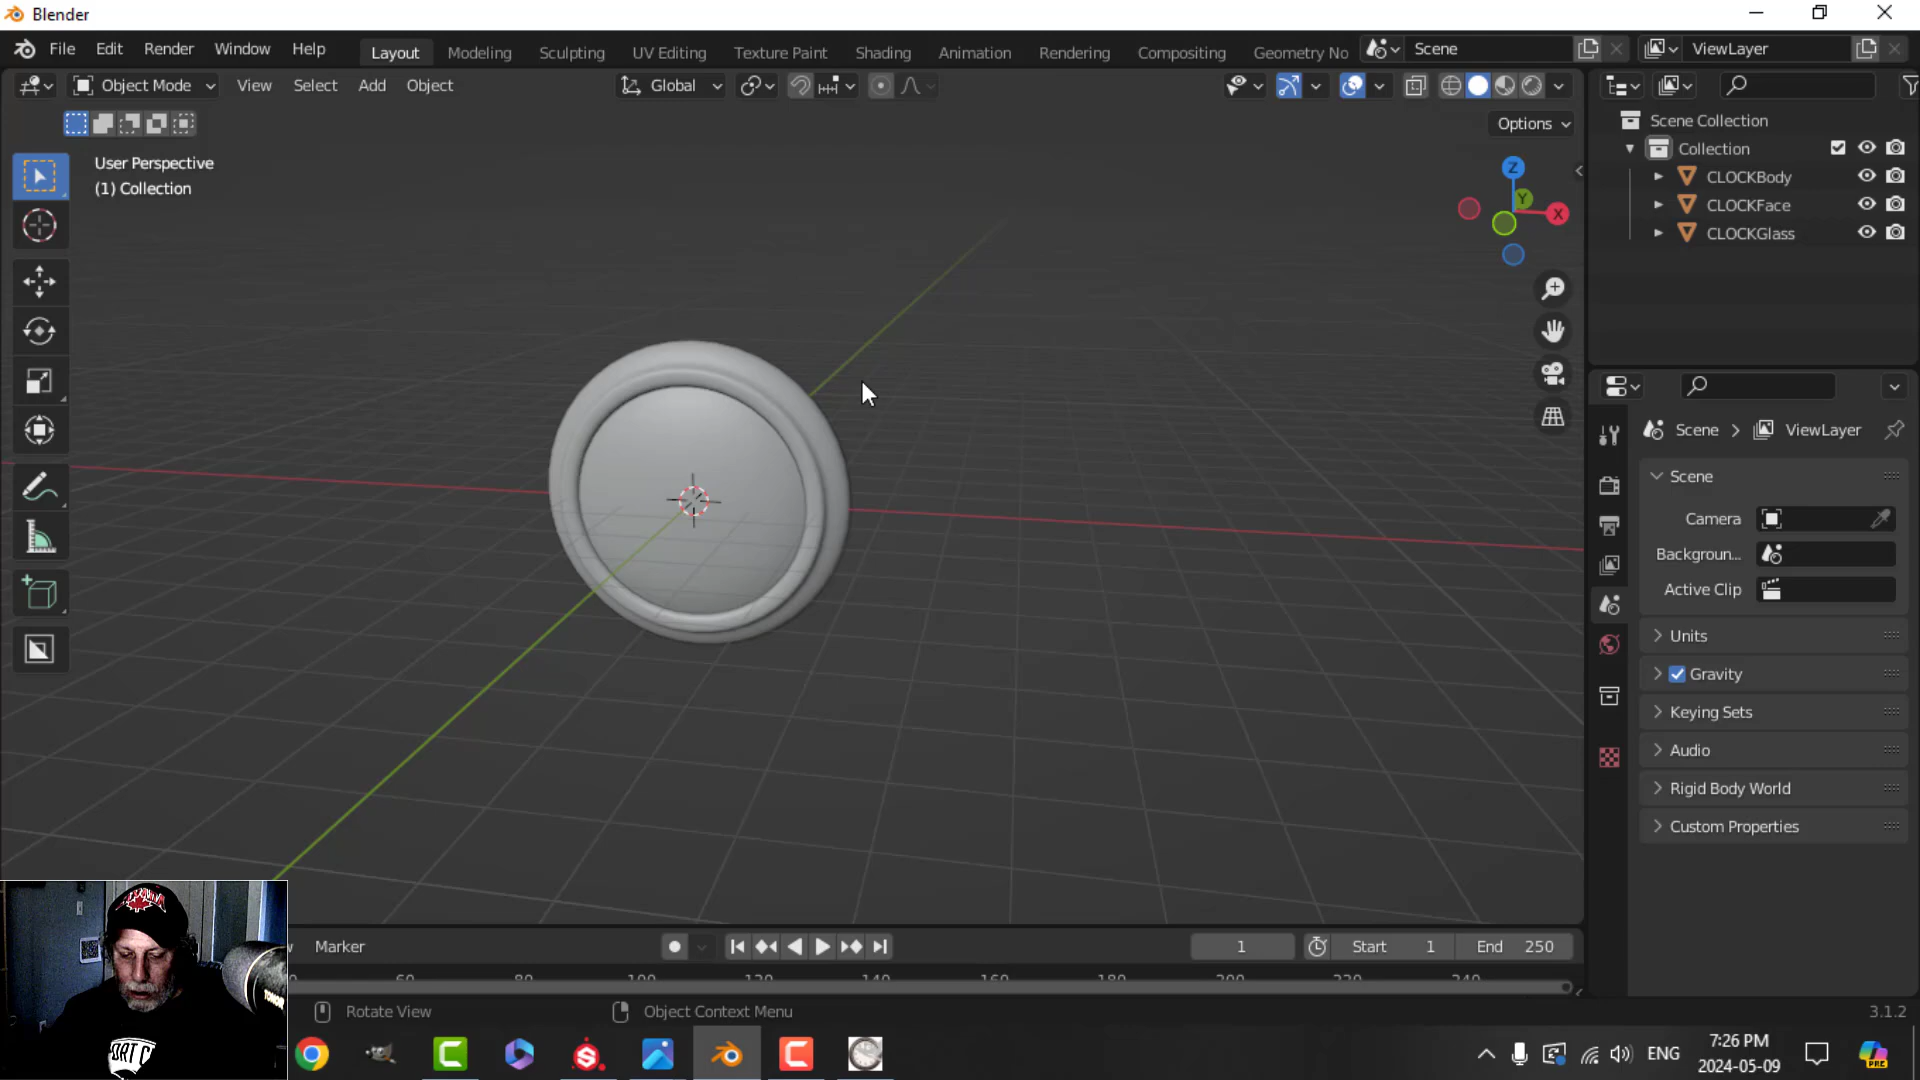 Blender
File Edit Render Window Help Layout Modeling Sculpting UV Editing Texture Paint Shading Animation Rendering Compositing Geometry No Scene ViewLayer
Object Mode View Select Add Object Global
Options
User Perspective
(1) Collection
Z
Y
X
Scene Collection
Collection
CLOCKBody
CLOCKFace
CLOCKGlass
Scene > ViewLayer
Scene
Camera
Backgroun...
Active Clip
Units
Gravity
Keying Sets
Audio
Rigid Body World
Custom Properties
Marker 1 Start 1 End 250
60 80 100 120 140 160 180 200 220 240
Rotate View Object Context Menu 3.1.2
ENG
7:26 PM
2024-05-09
PRE